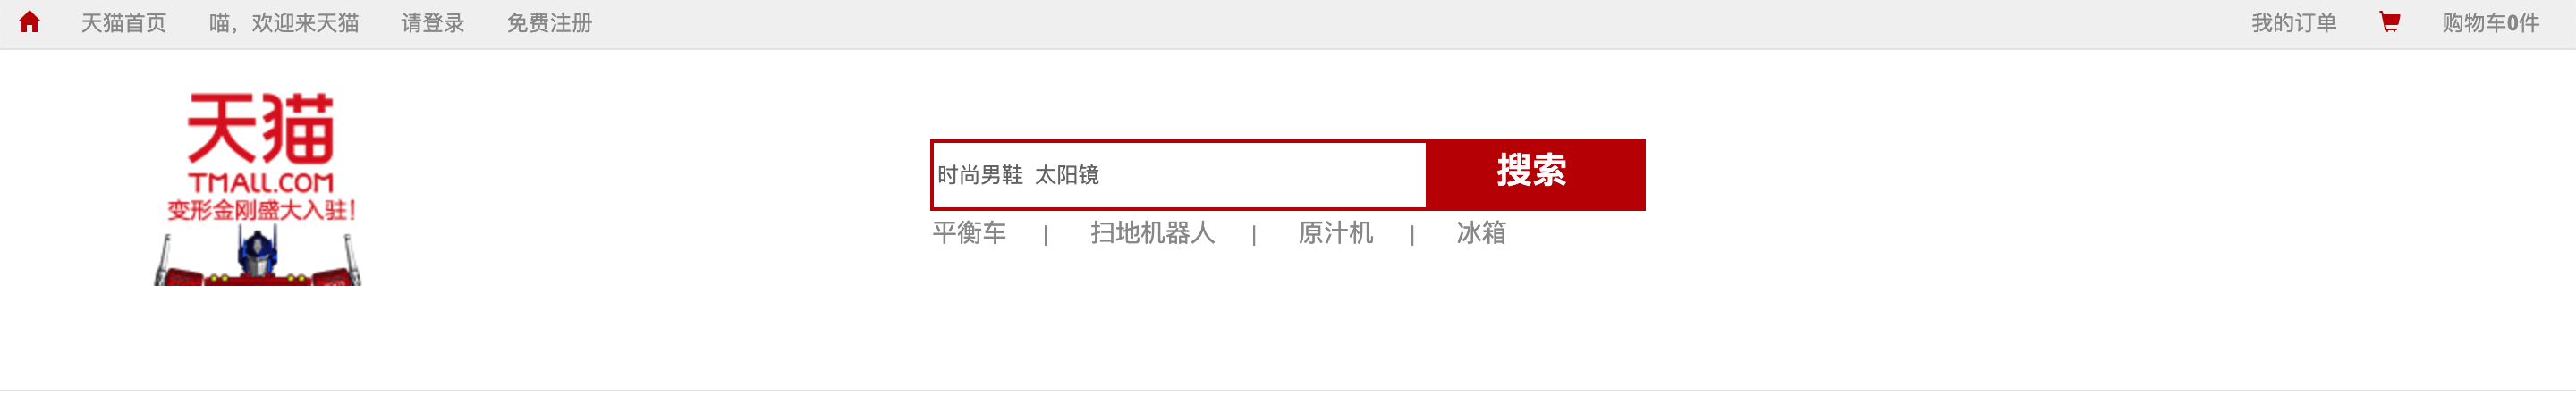 天猫首页 喵，欢迎来天猫 请登录 免费注册 我的订单 购物车0件
天猫
TMALL.COM
变形金刚盛大入驻！
时尚男鞋 太阳镜 搜索
平衡车 | 扫地机器人 | 原汁机 | 冰箱